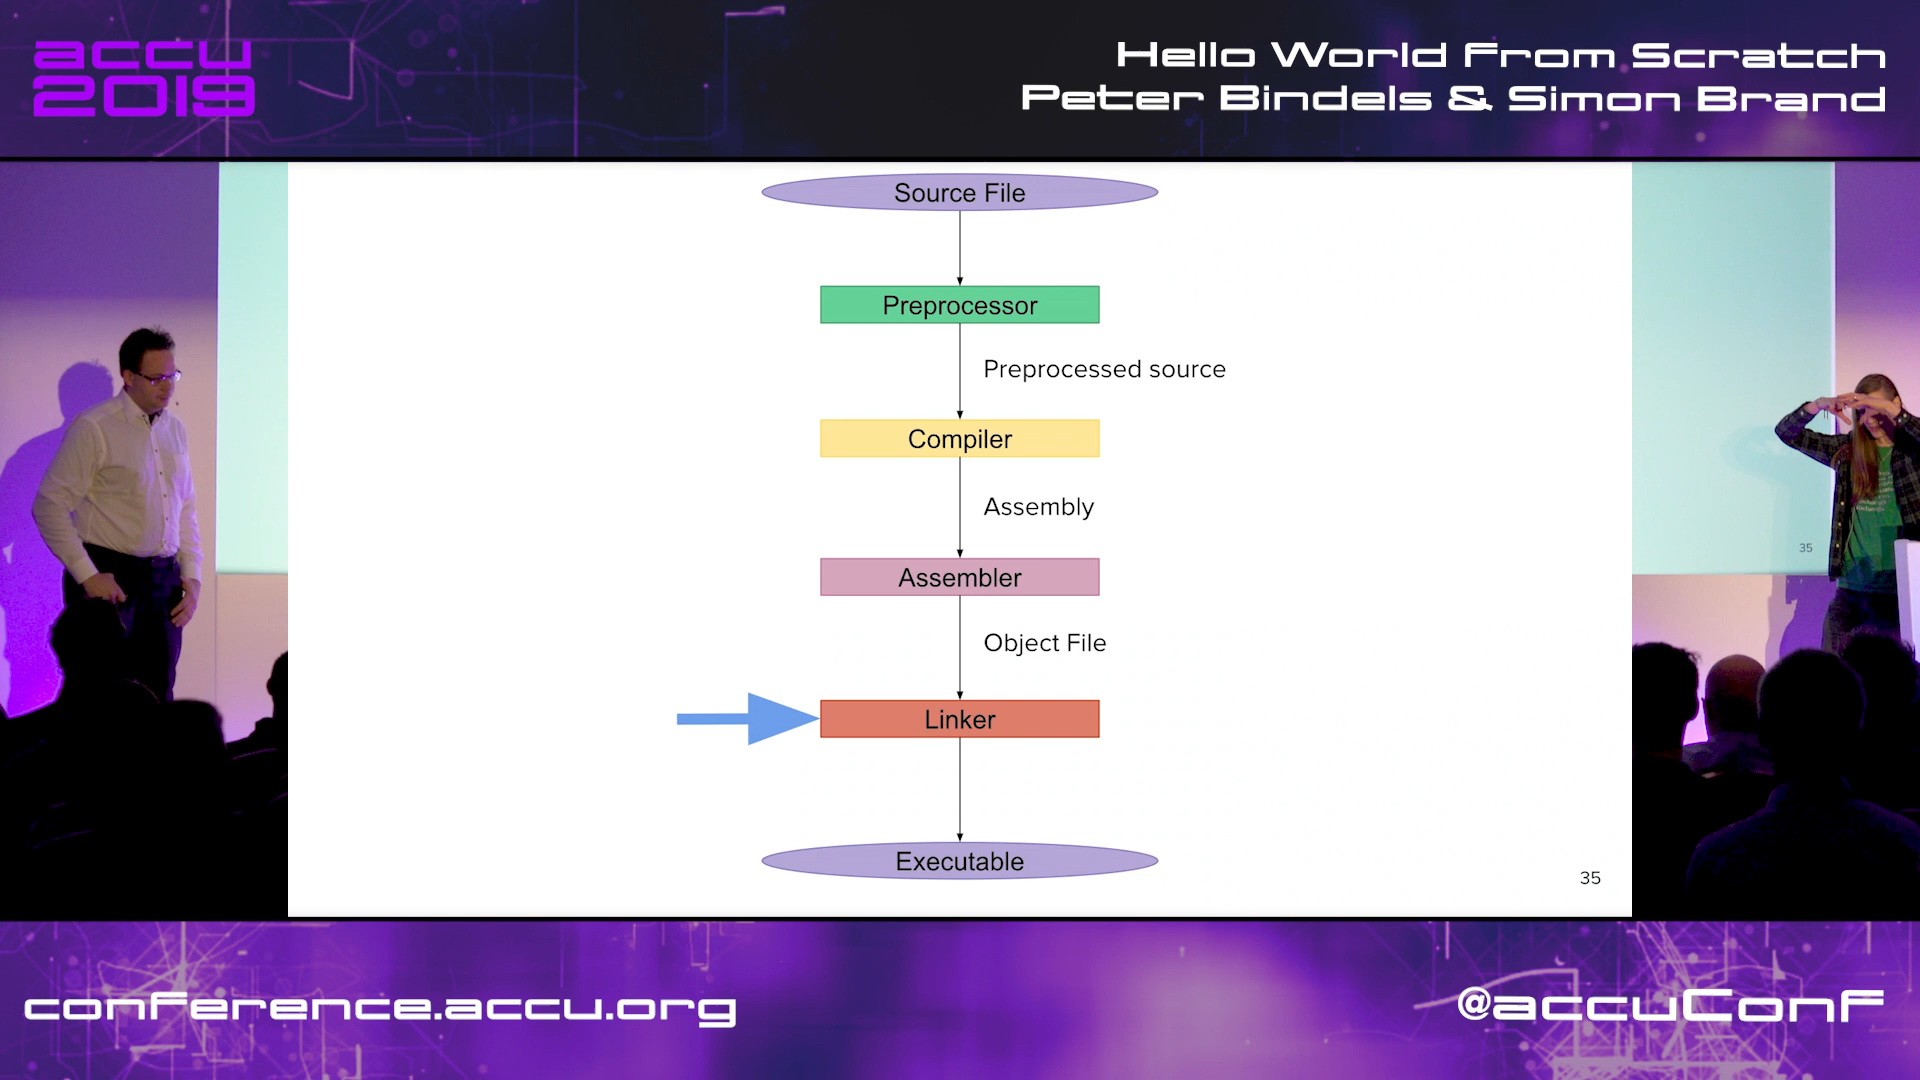 accu
2019
Hello World From Scratch
Peter Bindels & Simon Brand
Source File
Preprocessor
Preprocessed source
Compiler
Assembly
Assembler
Object File
Linker
Executable
35
35
conference.accu.org
@accuConf